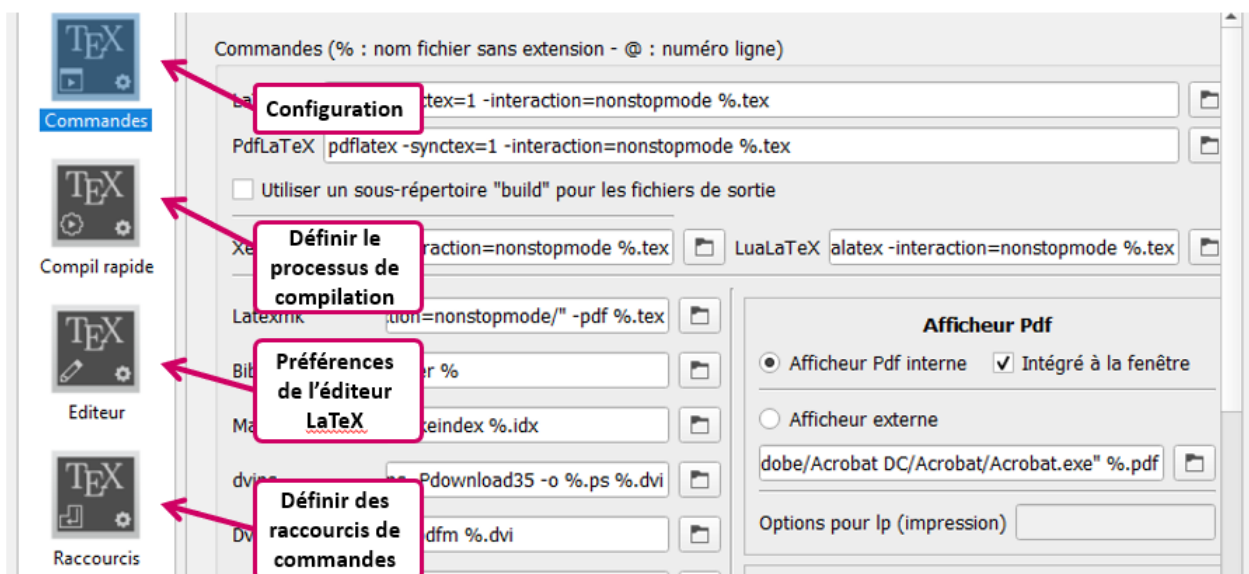 TEX
Commandes
TEX
Compil rapide
TEX
Editeur
TEX
Raccourcis
Configuration
Définir le
processus de
compilation
Préférences
de l'éditeur
LaTeX
Définir des
raccourcis de
commandes
Commandes (% : nom fichier sans extension - @ : numéro ligne)
ctex=1 -interaction=nonstopmode %.tex
PdfLaTeX pdflatex -synctex=1 -interaction=nonstopmode %.tex
Utiliser un sous-répertoire "build" pour les fichiers de sortie
Xe eraction=nonstopmode %.tex LuaLaTeX alatex -interaction=nonstopmode %.tex
Latexmk tion=nonstopmode/" -pdf %.tex
Bib er %
Ma keindex %.idx
dvips -Pdownload35 -o %.ps %.dvi
Dv dfm %.dvi
Afficheur Pdf
Afficheur Pdf interne Intégré à la fenêtre
Afficheur externe
dobe/Acrobat DC/Acrobat/Acrobat.exe" %.pdf
Options pour lp (impression)